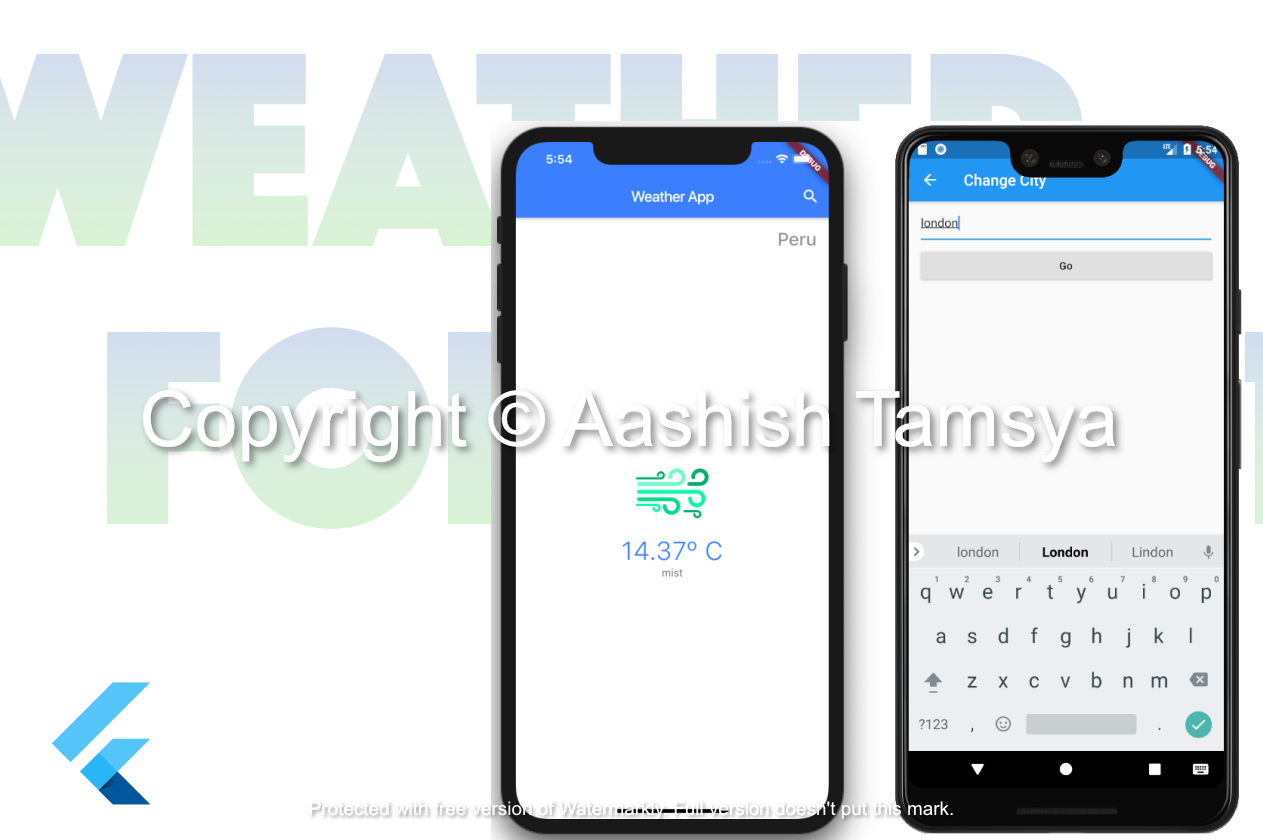 WEATHER
FO
5:54
DEBUG
Weather App
Peru
14.37° C
mist
5:54
DEBUG
Change City
london
Go
london London Lindon
1 2 3 4 5 6 7 8 9 0
q w e r t y u i o p
a s d f g h j k l
z x c v b n m
?123 , .
Copyright © Aashish Tamsya
Protected with free version of Watermarkly. Full version doesn't put this mark.